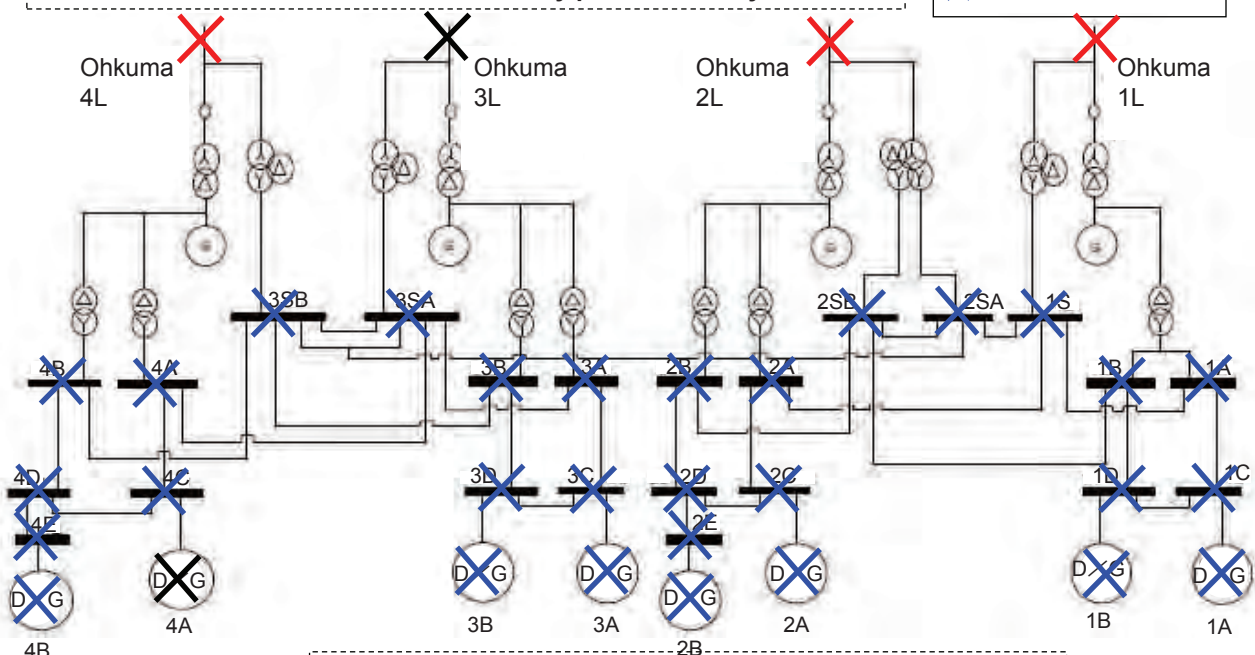 Ohkuma
4L
Ohkuma
3L
Ohkuma
2L
Ohkuma
1L
3SB
3SA
2SB
2SA
1S
4B
4A
3B
3A
2B
2A
1B
1A
4D
4C
3D
3C
2D
2C
1D
1C
4E
2E
D G
D G
D G
D G
D G
D G
D G
D G
4B
4A
3B
3A
2B
2A
1B
1A